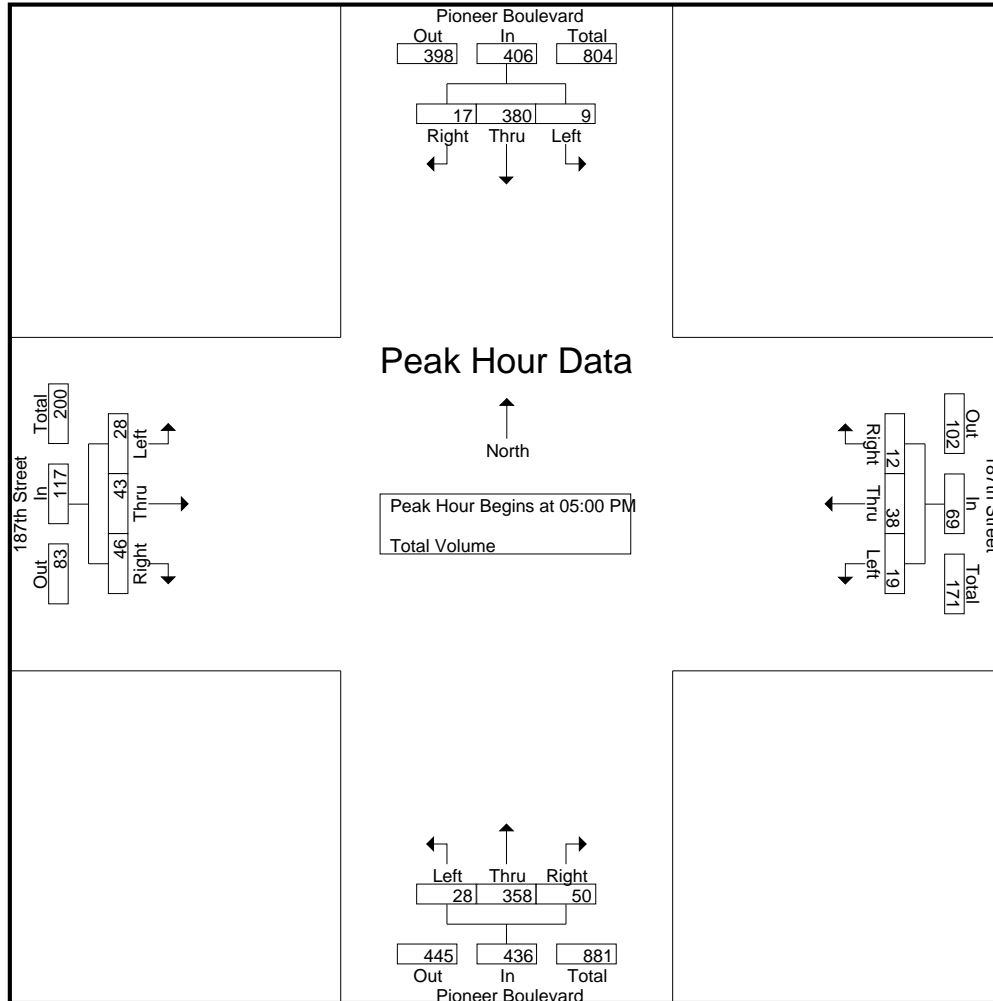 Pioneer Boulevard
Out In Total
398 406 804
17 380 9
Right Thru Left
Peak Hour Data
North
Peak Hour Begins at 05:00 PM
Total Volume
187th Street
Total In Out
200 117 83
28 43 46
Left Thru Right
187th Street
Out In Total
102 69 171
12 38 19
Right Thru Left
Left Thru Right
28 358 50
445 436 881
Out In Total
Pioneer Boulevard